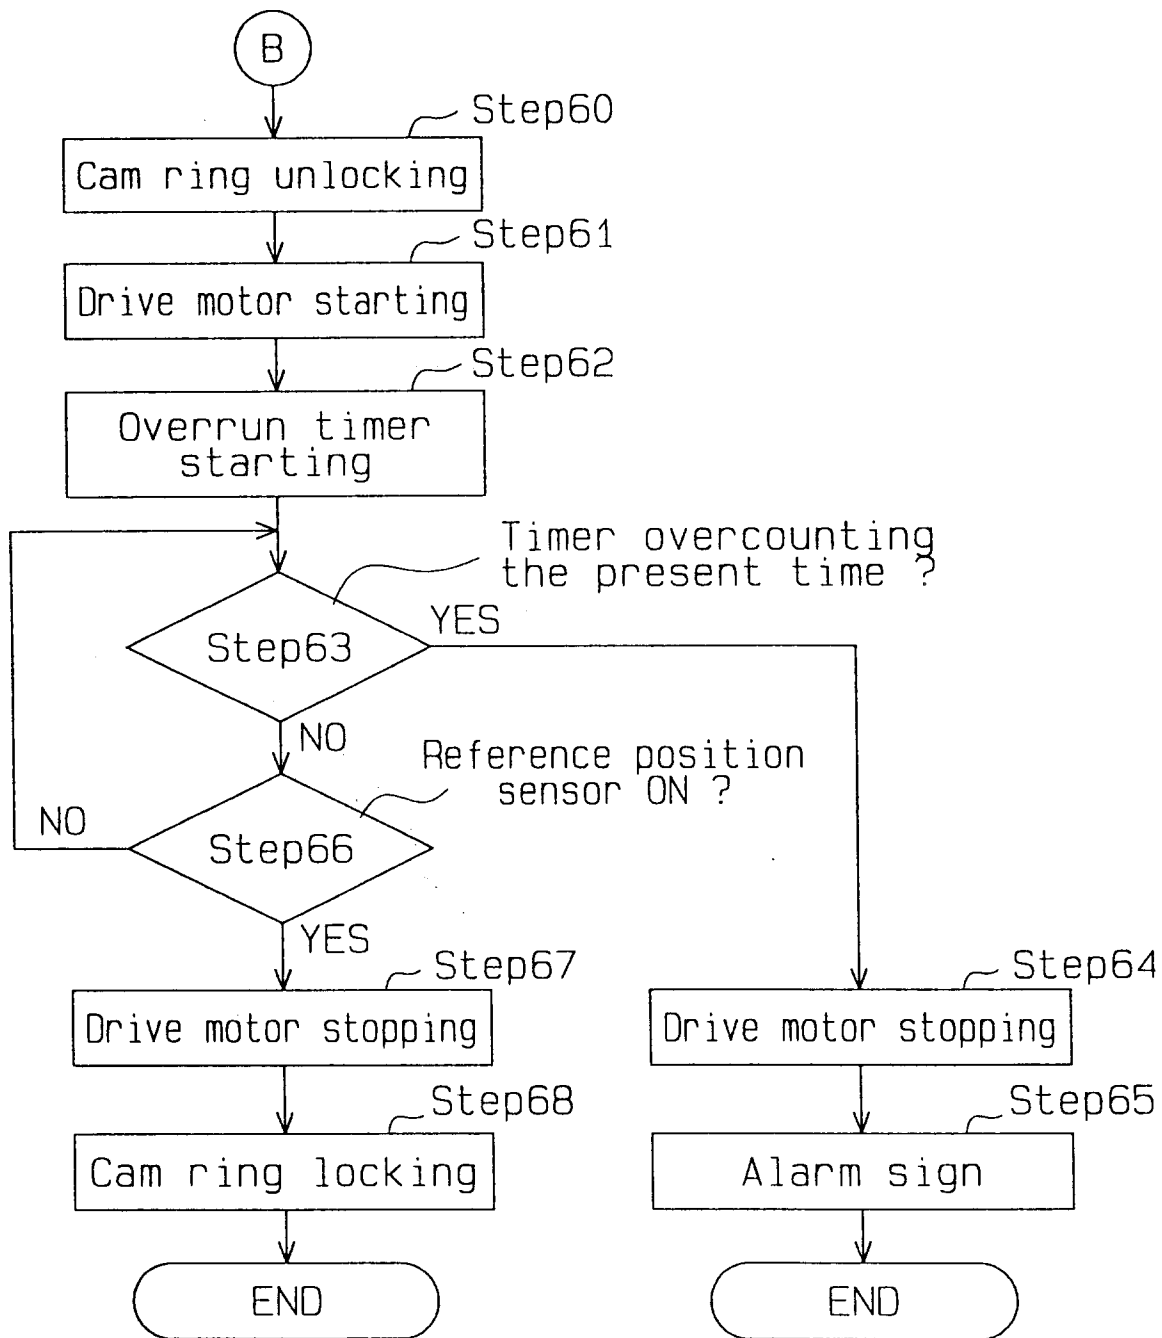 B
Step60
Cam ring unlocking
Step61
Drive motor starting
Step62
Overrun timer
starting
Timer overcounting
the present time ?
YES
Step63
NO
Reference position
sensor ON ?
NO
Step66
YES
Step67
Step64
Drive motor stopping
Drive motor stopping
Step68
Step65
Cam ring locking
Alarm sign
END
END